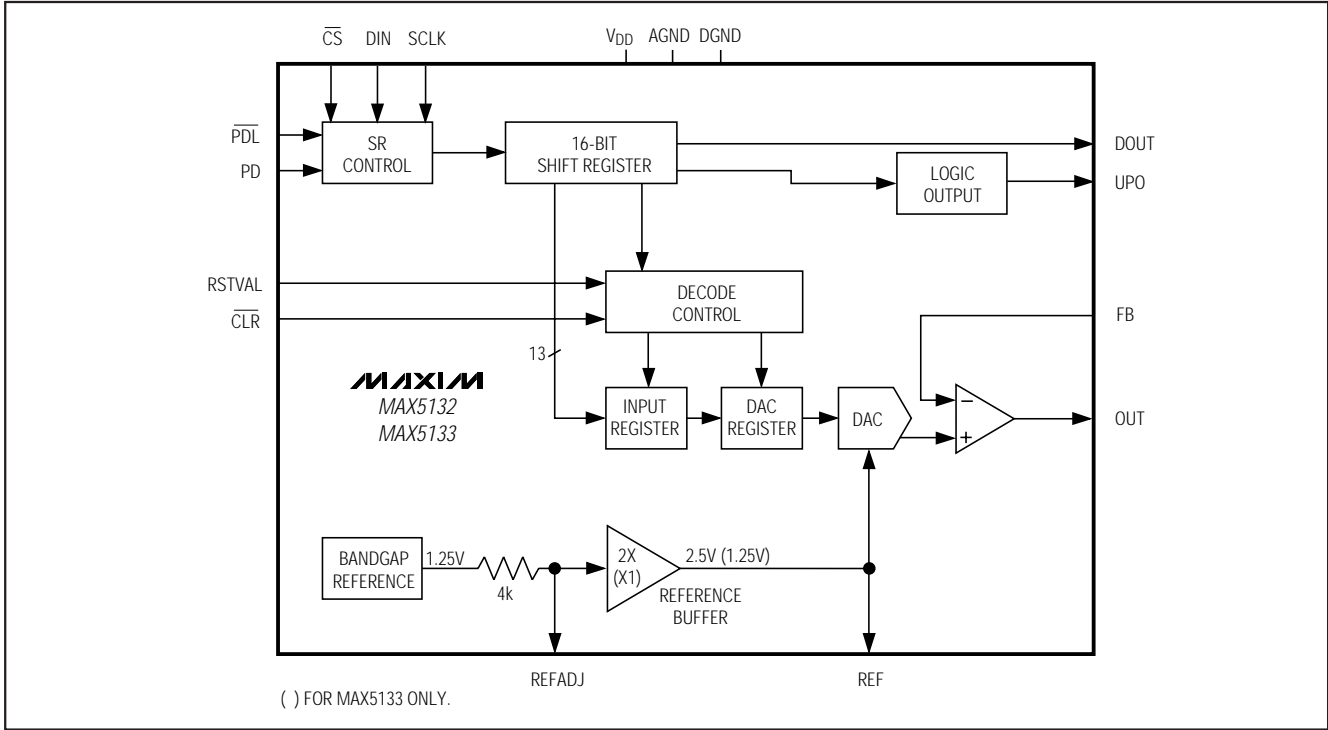 CS DIN SCLK VDD AGND DGND
PDL
PD
SR
CONTROL
16-BIT
SHIFT REGISTER
LOGIC
OUTPUT
DOUT
UPO
RSTVAL
CLR
DECODE
CONTROL
FB
13
MAXIM
MAX5132
MAX5133
INPUT
REGISTER
DAC
REGISTER
DAC
−
+
OUT
BANDGAP
REFERENCE
1.25V
4k
2X
(X1)
2.5V (1.25V)
REFERENCE
BUFFER
REFADJ
REF
( ) FOR MAX5133 ONLY.